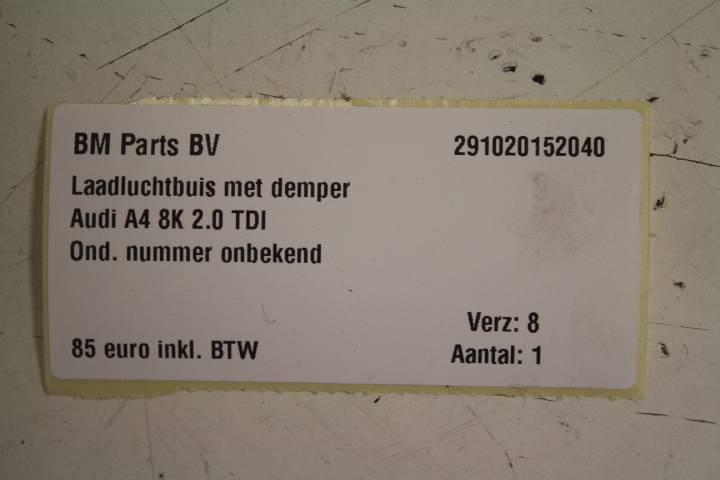 BM Parts BV 291020152040
Laadluchtbuis met demper
Audi A4 8K 2.0 TDI
Ond. nummer onbekend
Verz: 8
85 euro inkl. BTW Aantal: 1